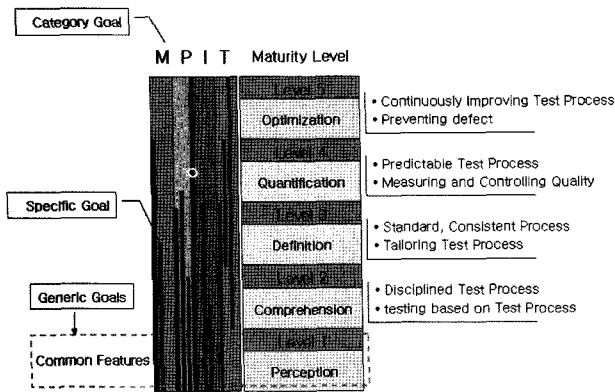 Category Goal
M P I T Maturity Level
Level 5
Optimization
• Continuously Improving Test Process
• Preventing defect
Level 4
Quantification
• Predictable Test Process
• Measuring and Controlling Quality
Specific Goal
Level 3
Definition
• Standard, Consistent Process
• Tailoring Test Process
Generic Goals
Level 2
Comprehension
• Disciplined Test Process
• testing based on Test Process
Common Features
Level 1
Perception